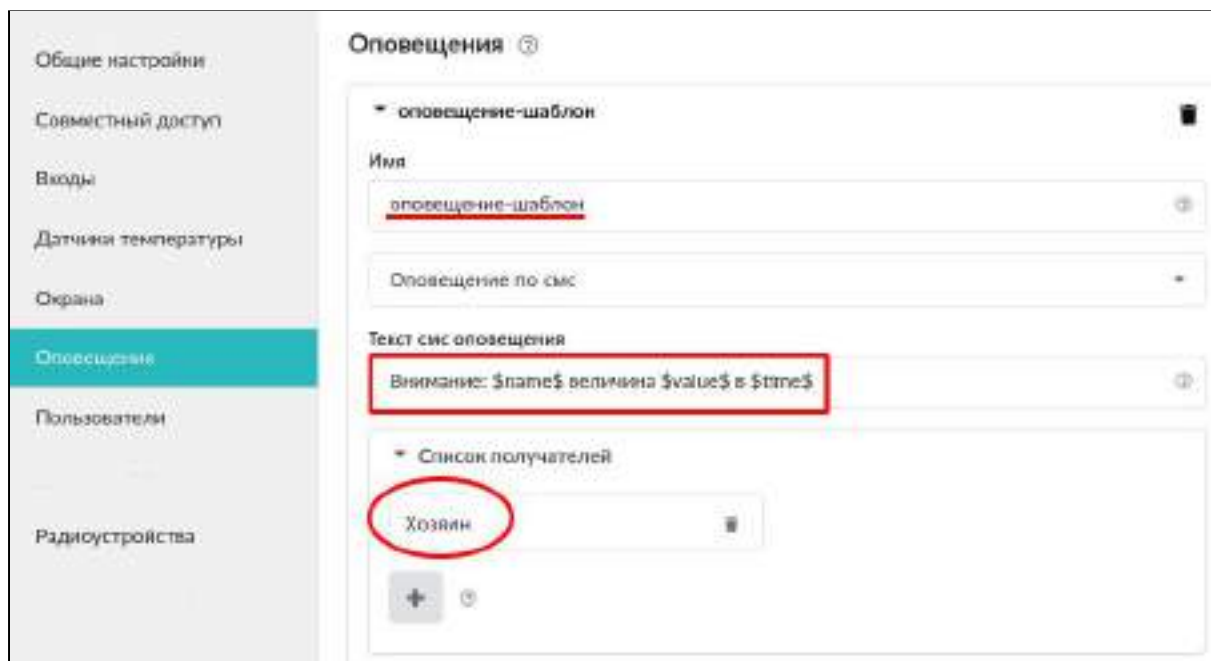 Общие настройки
Совместный доступ
Входы
Датчики температуры
Охрана
Оповещения
Пользователи
Радиоустройства
Оповещения
оповещение-шаблон
Имя
оповещение-шаблон
Оповещение по смс
Текст смс оповещения
Внимание: $name$ величина $value$ в $time$
Список получателей
Хозяин